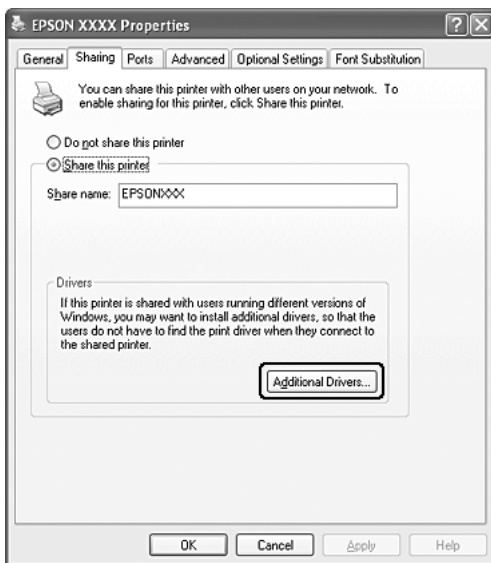 EPSON XXXX Properties
General Sharing Ports Advanced Optional Settings Font Substitution
You can share this printer with other users on your network. To
enable sharing for this printer, click Share this printer.
Do not share this printer
Share this printer
Share name: EPSONXXX
Drivers
If this printer is shared with users running different versions of
Windows, you may want to install additional drivers, so that the
users do not have to find the print driver when they connect to
the shared printer.
Additional Drivers...
OK Cancel Apply Help